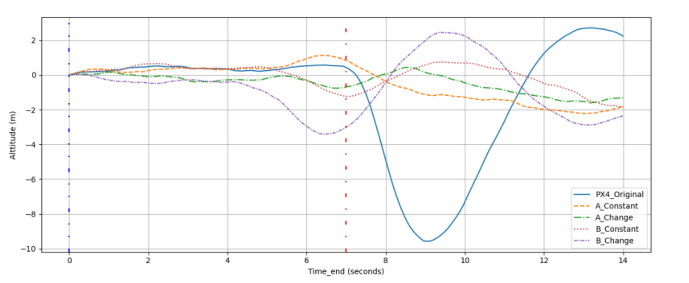 2
0
−2
−4
−6
−8
−10
Alttitude (m)
0 2 4 6 8 10 12 14
Time_end (seconds)
PX4_Original
A_Constant
A_Change
B_Constant
B_Change